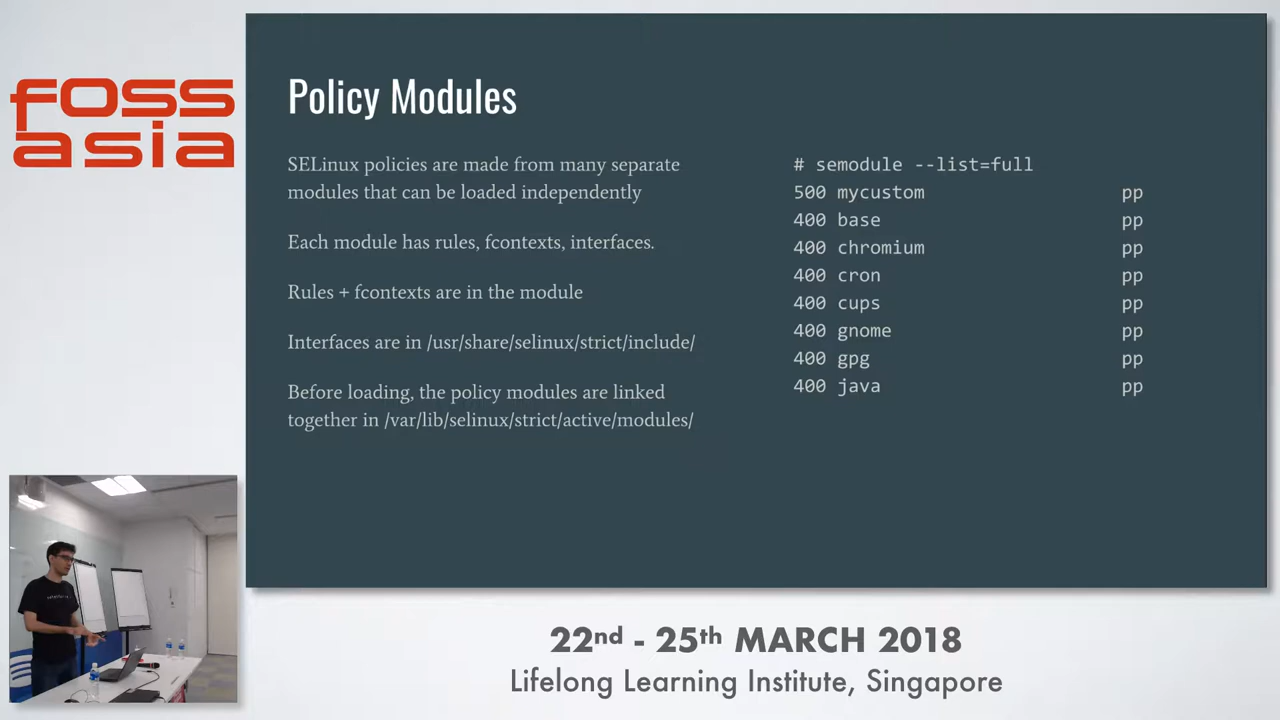 foss
asia
Policy Modules
SELinux policies are made from many separate
modules that can be loaded independently
Each module has rules, fcontexts, interfaces.
Rules + fcontexts are in the module
Interfaces are in /usr/share/selinux/strict/include/
Before loading, the policy modules are linked
together in /var/lib/selinux/strict/active/modules/
# semodule --list=full
500 mycustom pp
400 base pp
400 chromium pp
400 cron pp
400 cups pp
400 gnome pp
400 gpg pp
400 java pp
22nd - 25th MARCH 2018
Lifelong Learning Institute, Singapore